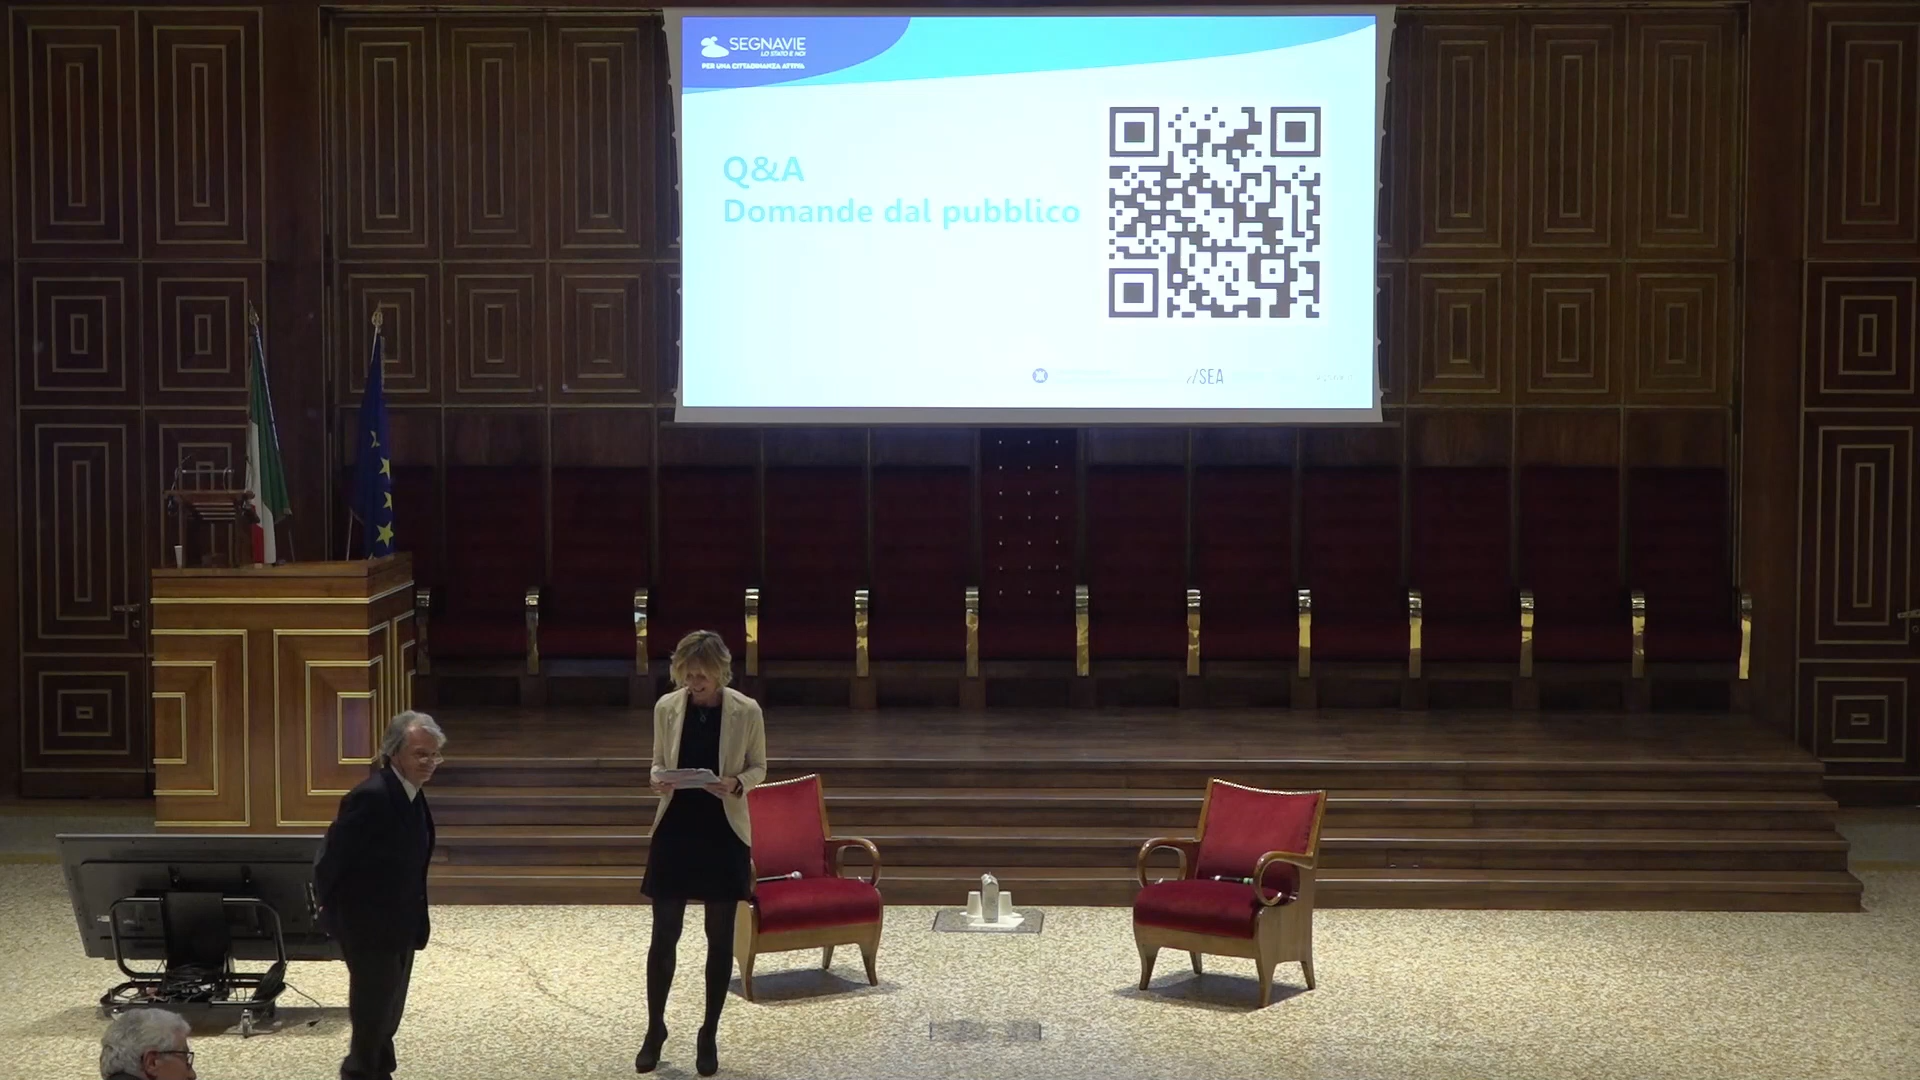 SEGNAVIE
LO STATO E NOI
PER UNA CITTADINANZA ATTIVA
Q&A
Domande dal pubblico
//SEA